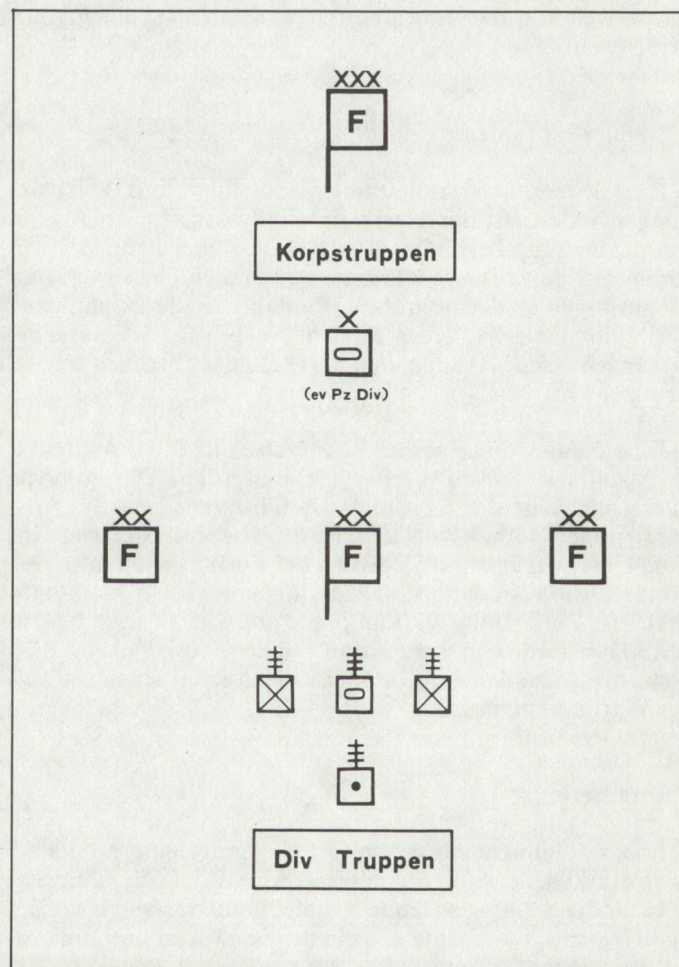 XXX
F
Korpstruppen
X
(ev Pz Div)
XX XX XX
F F F
Div Truppen